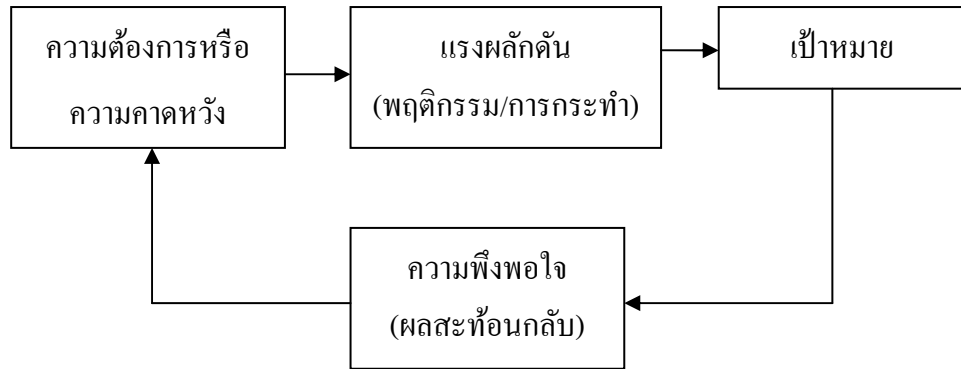 ความต้องการหรือ
ความคาดหวัง
แรงผลักดัน
(พฤติกรรม/การกระทำ)
เป้าหมาย
ความพึงพอใจ
(ผลสะท้อนกลับ)